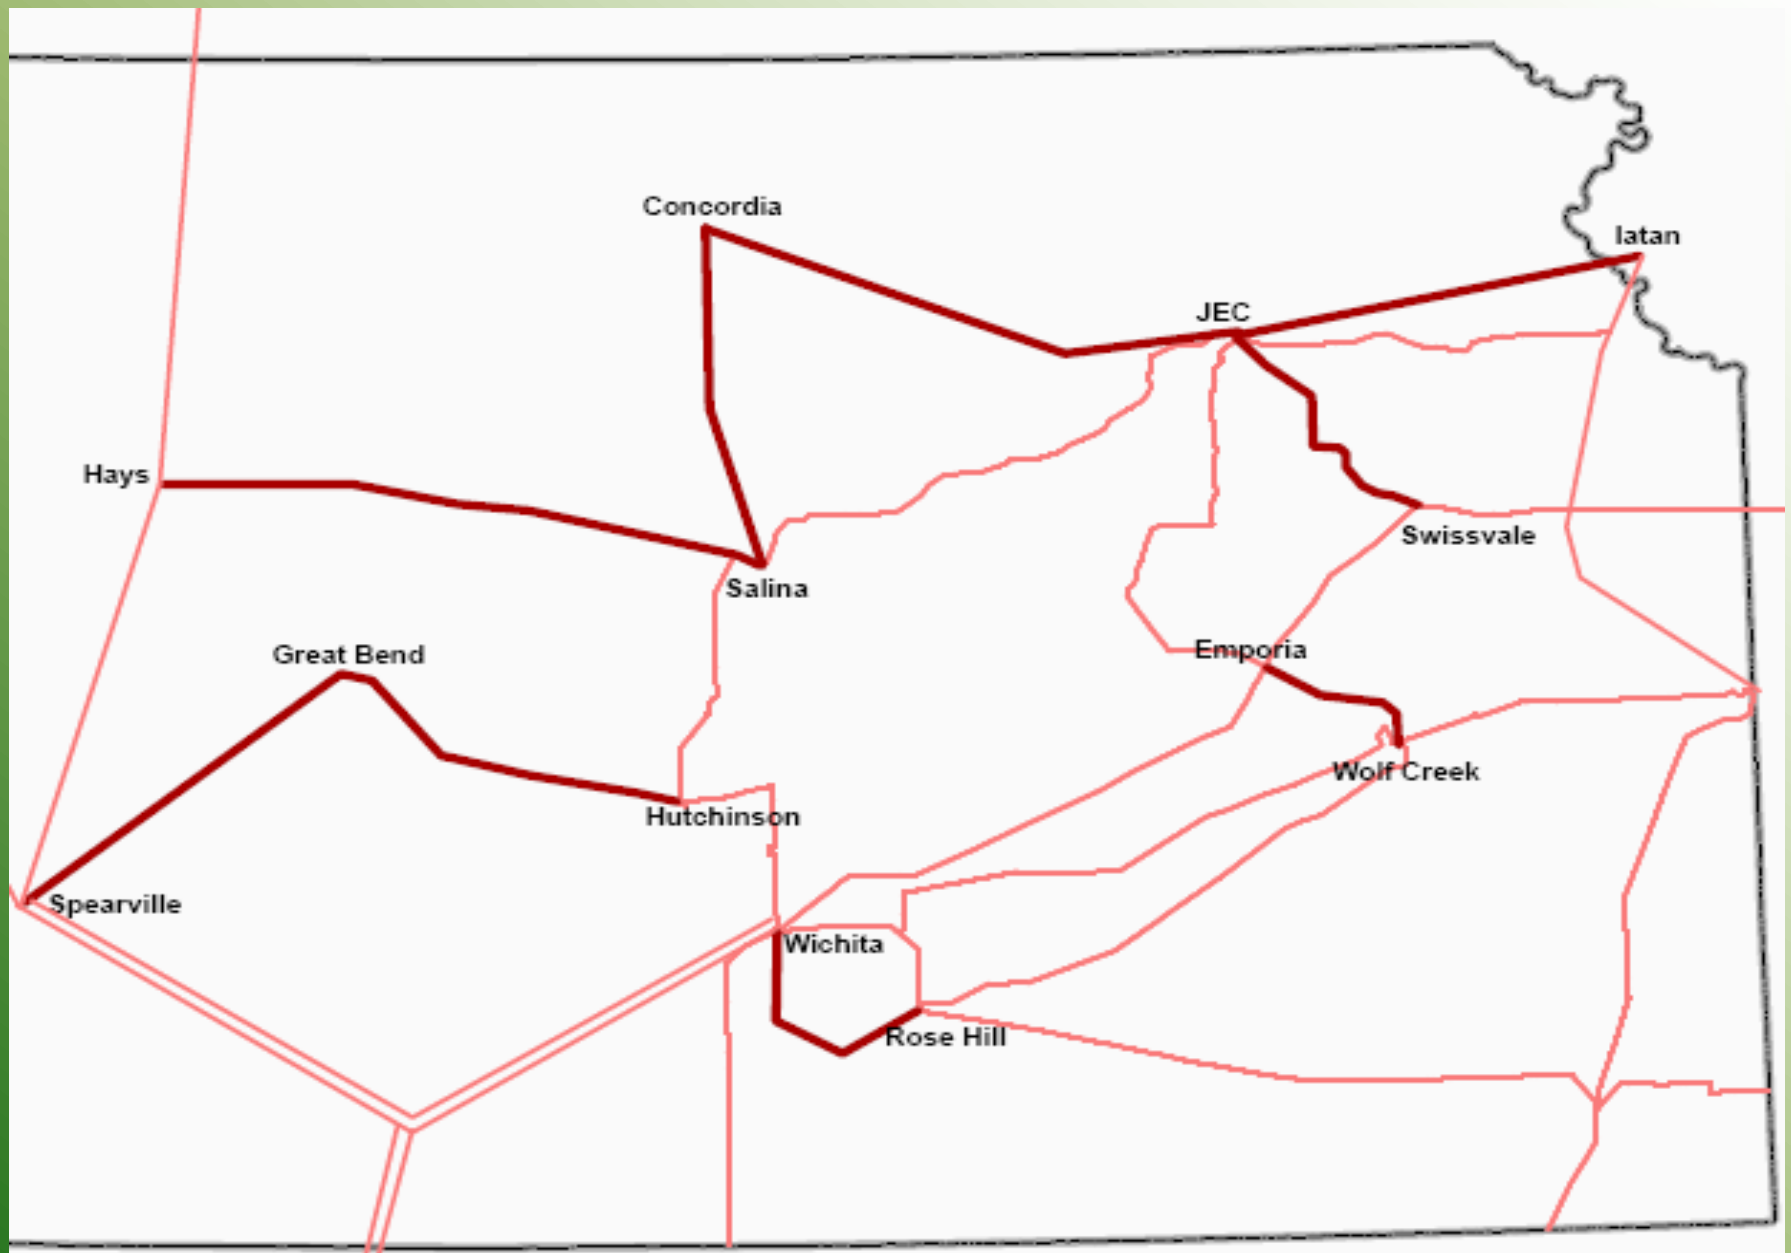 Concordia
Iatan
JEC
Hays
Swissvale
Salina
Emporia
Great Bend
Wolf Creek
Hutchinson
Spearville
Wichita
Rose Hill